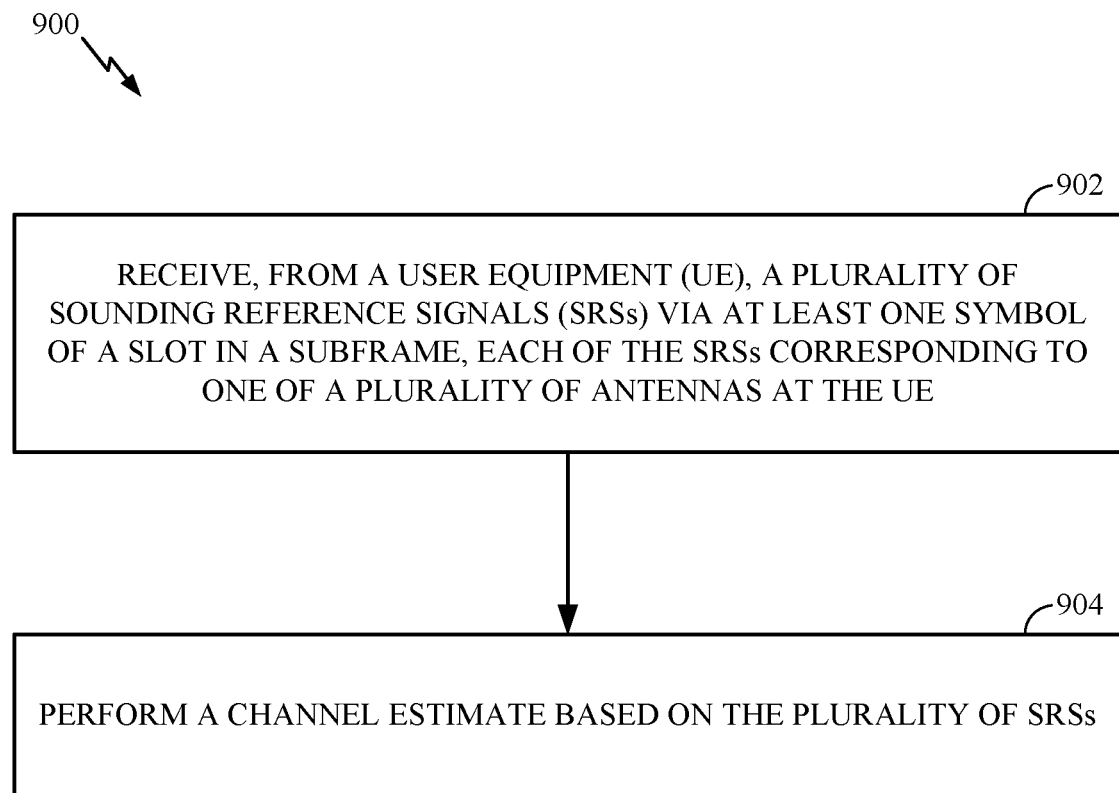 900
902
RECEIVE, FROM A USER EQUIPMENT (UE), A PLURALITY OF
SOUNDING REFERENCE SIGNALS (SRSs) VIA AT LEAST ONE SYMBOL
OF A SLOT IN A SUBFRAME, EACH OF THE SRSs CORRESPONDING TO
ONE OF A PLURALITY OF ANTENNAS AT THE UE
904
PERFORM A CHANNEL ESTIMATE BASED ON THE PLURALITY OF SRSs